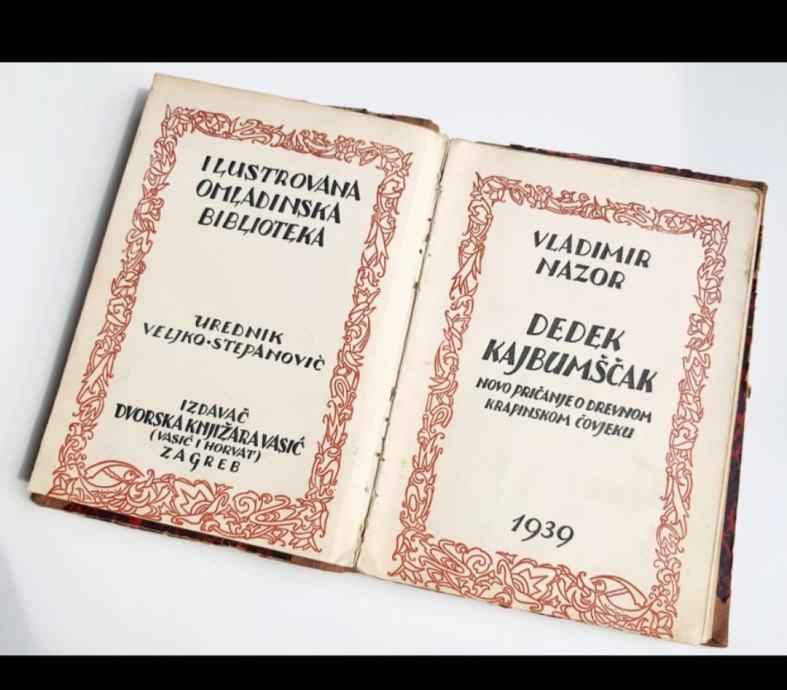 ILUSTROVANA
OMLADINSKA
BIBLIOTEKA
UREDNIK
VELJKO·STEPANOVIĆ
IZDAVAČ
DVORSKA KNJIŽARA VASIĆ
(VASIĆ I HORVAT)
ZAGREB
VLADIMIR
NAZOR
DEDEK
KAJBUMŠČAK
NOVO PRIČANJE O DREVNOM
KRAPINSKOM ČOVJEKU
1939